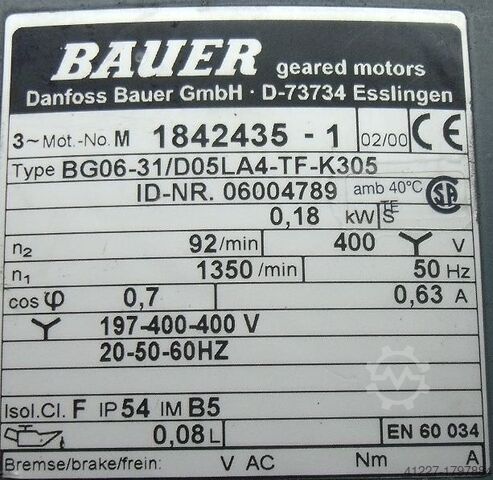 BAUER geared motors
Danfoss Bauer GmbH · D-73734 Esslingen
3~ Mot.-No. M 1842435 - 1 02/00 CE
Type BG06-31/D05LA4-TF-K305
ID-NR. 06004789 amb 40°C SA
0,18 kW S
n2 92/min 400 Y V
n1 1350/min 50 Hz
cos φ 0,7 0,63 A
Y 197-400-400 V
20-50-60HZ
Isol.Cl. F IP 54 IM B5
0,08 L EN 60 034
Bremse/brake/frein: V AC Nm A